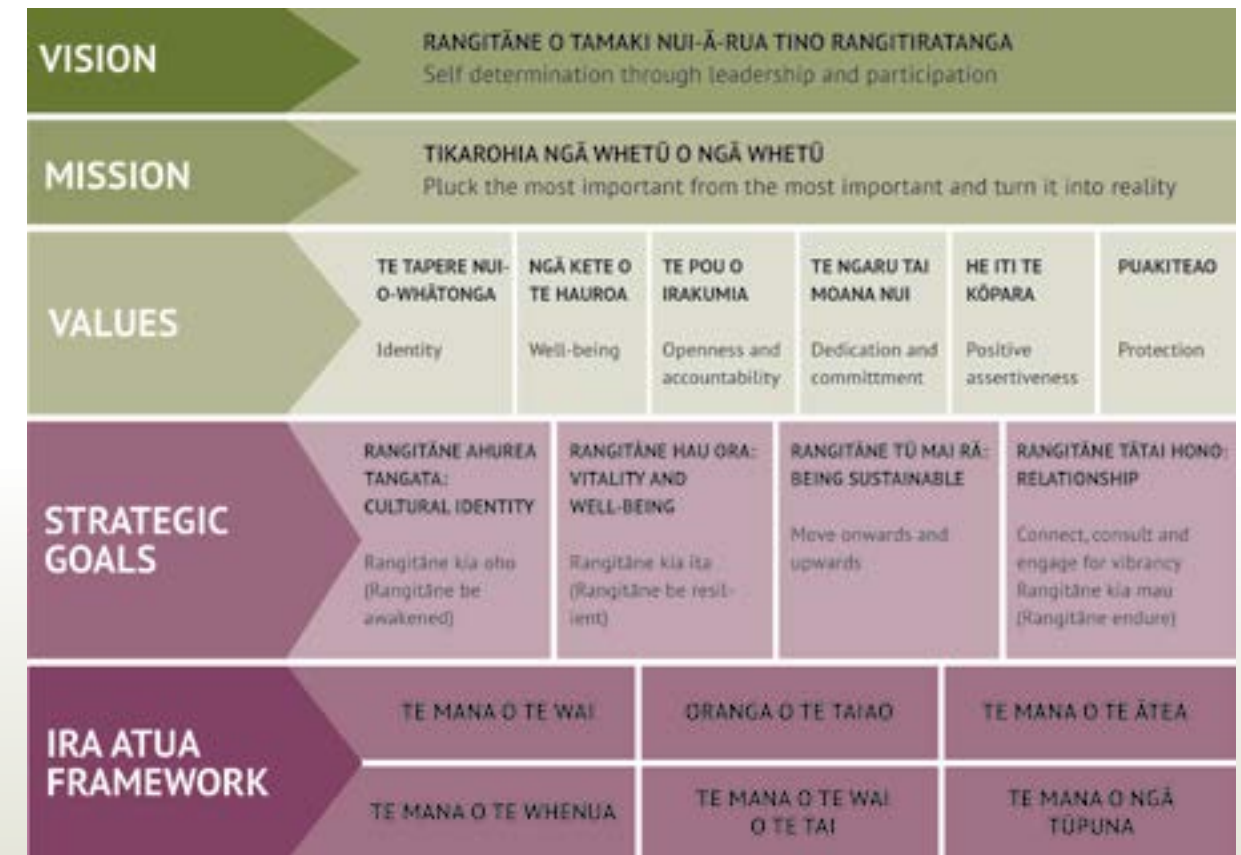 VISION
RANGITĀNE O TAMAKI NUI-Ā-RUA TINO RANGITIRATANGA
Self determination through leadership and participation
MISSION
TIKAROHIA NGĀ WHETŪ O NGĀ WHETŪ
Pluck the most important from the most important and turn it into reality
VALUES
TE TAPERE NUI-
O-WHĀTONGA
Identity
NGĀ KETE O
TE HAUROA
Well-being
TE POU O
IRAKUMIA
Openness and
accountability
TE NGARU TAI
MOANA NUI
Dedication and
committment
HE ITI TE
KŌPARA
Positive
assertiveness
PUAKITEAO
Protection
STRATEGIC
GOALS
RANGITĀNE AHUREA
TANGATA:
CULTURAL IDENTITY
Rangitāne kia oho
(Rangitāne be
awakened)
RANGITĀNE HAU ORA:
VITALITY AND
WELL-BEING
Rangitāne kia ita
(Rangitāne be resil-
ient)
RANGITĀNE TŪ MAI RĀ:
BEING SUSTAINABLE
Move onwards and
upwards
RANGITĀNE TĀTAI HONO:
RELATIONSHIP
Connect, consult and
engage for vibrancy
Rangitāne kia mau
(Rangitāne endure)
IRA ATUA
FRAMEWORK
TE MANA O TE WAI
ORANGA O TE TAIAO
TE MANA O TE ĀTEA
TE MANA O TE WHENUA
TE MANA O TE WAI
O TE TAI
TE MANA O NGĀ
TŪPUNA